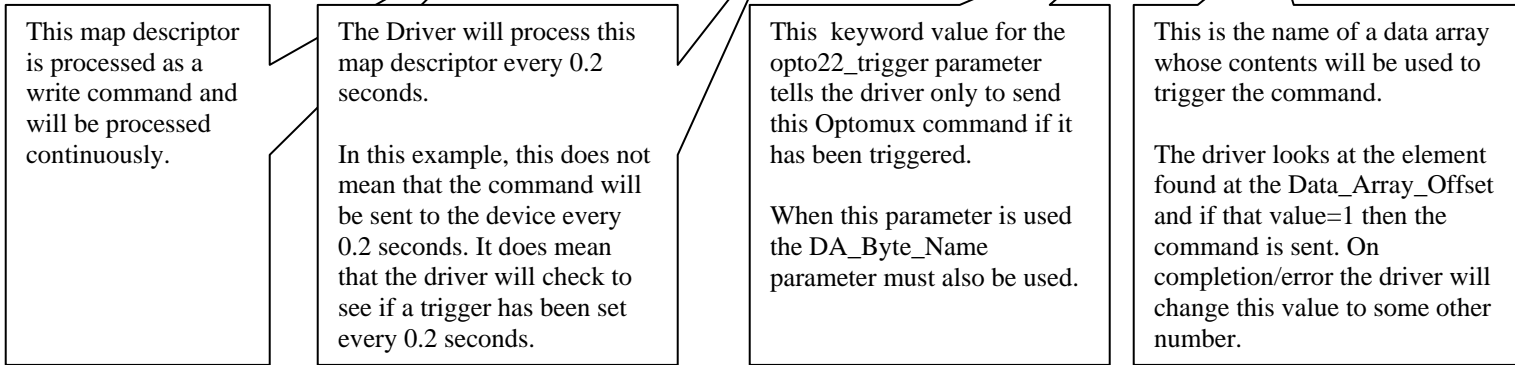 This map descriptor
is processed as a
write command and
will be processed
continuously.
The Driver will process this
map descriptor every 0.2
seconds.
In this example, this does not
mean that the command will
be sent to the device every
0.2 seconds. It does mean
that the driver will check to
see if a trigger has been set
every 0.2 seconds.
This  keyword value for the
opto22_trigger parameter
tells the driver only to send
this Optomux command if it
has been triggered.
When this parameter is used
the DA_Byte_Name
parameter must also be used.
This is the name of a data array
whose contents will be used to
trigger the command.
The driver looks at the element
found at the Data_Array_Offset
and if that value=1 then the
command is sent. On
completion/error the driver will
change this value to some other
number.